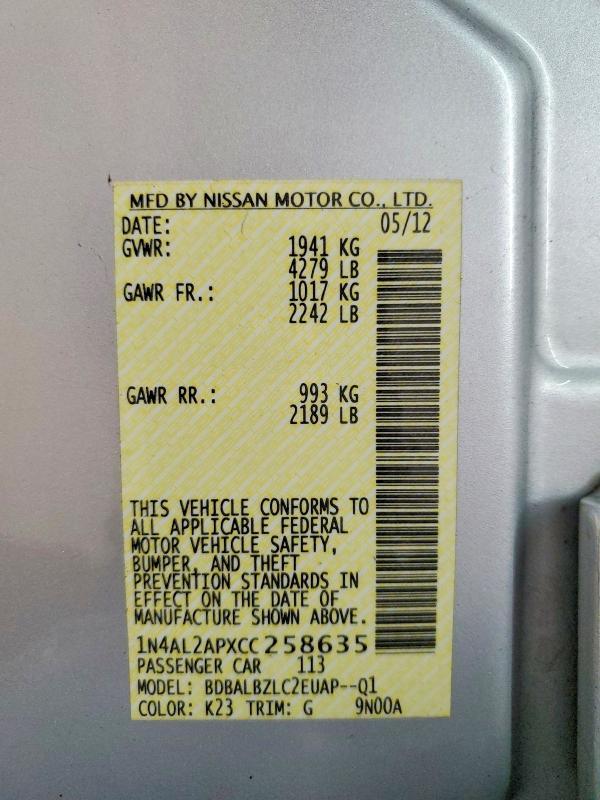 MFD BY NISSAN MOTOR CO., LTD.
DATE: 05/12
GVWR: 1941 KG
4279 LB
GAWR FR.: 1017 KG
2242 LB
GAWR RR.: 993 KG
2189 LB
THIS VEHICLE CONFORMS TO
ALL APPLICABLE FEDERAL
MOTOR VEHICLE SAFETY,
BUMPER, AND THEFT
PREVENTION STANDARDS IN
EFFECT ON THE DATE OF
MANUFACTURE SHOWN ABOVE.
1N4AL2APXCC258635
PASSENGER CAR 113
MODEL: BDBALBZLC2EUAP--Q1
COLOR: K23 TRIM: G 9N00A